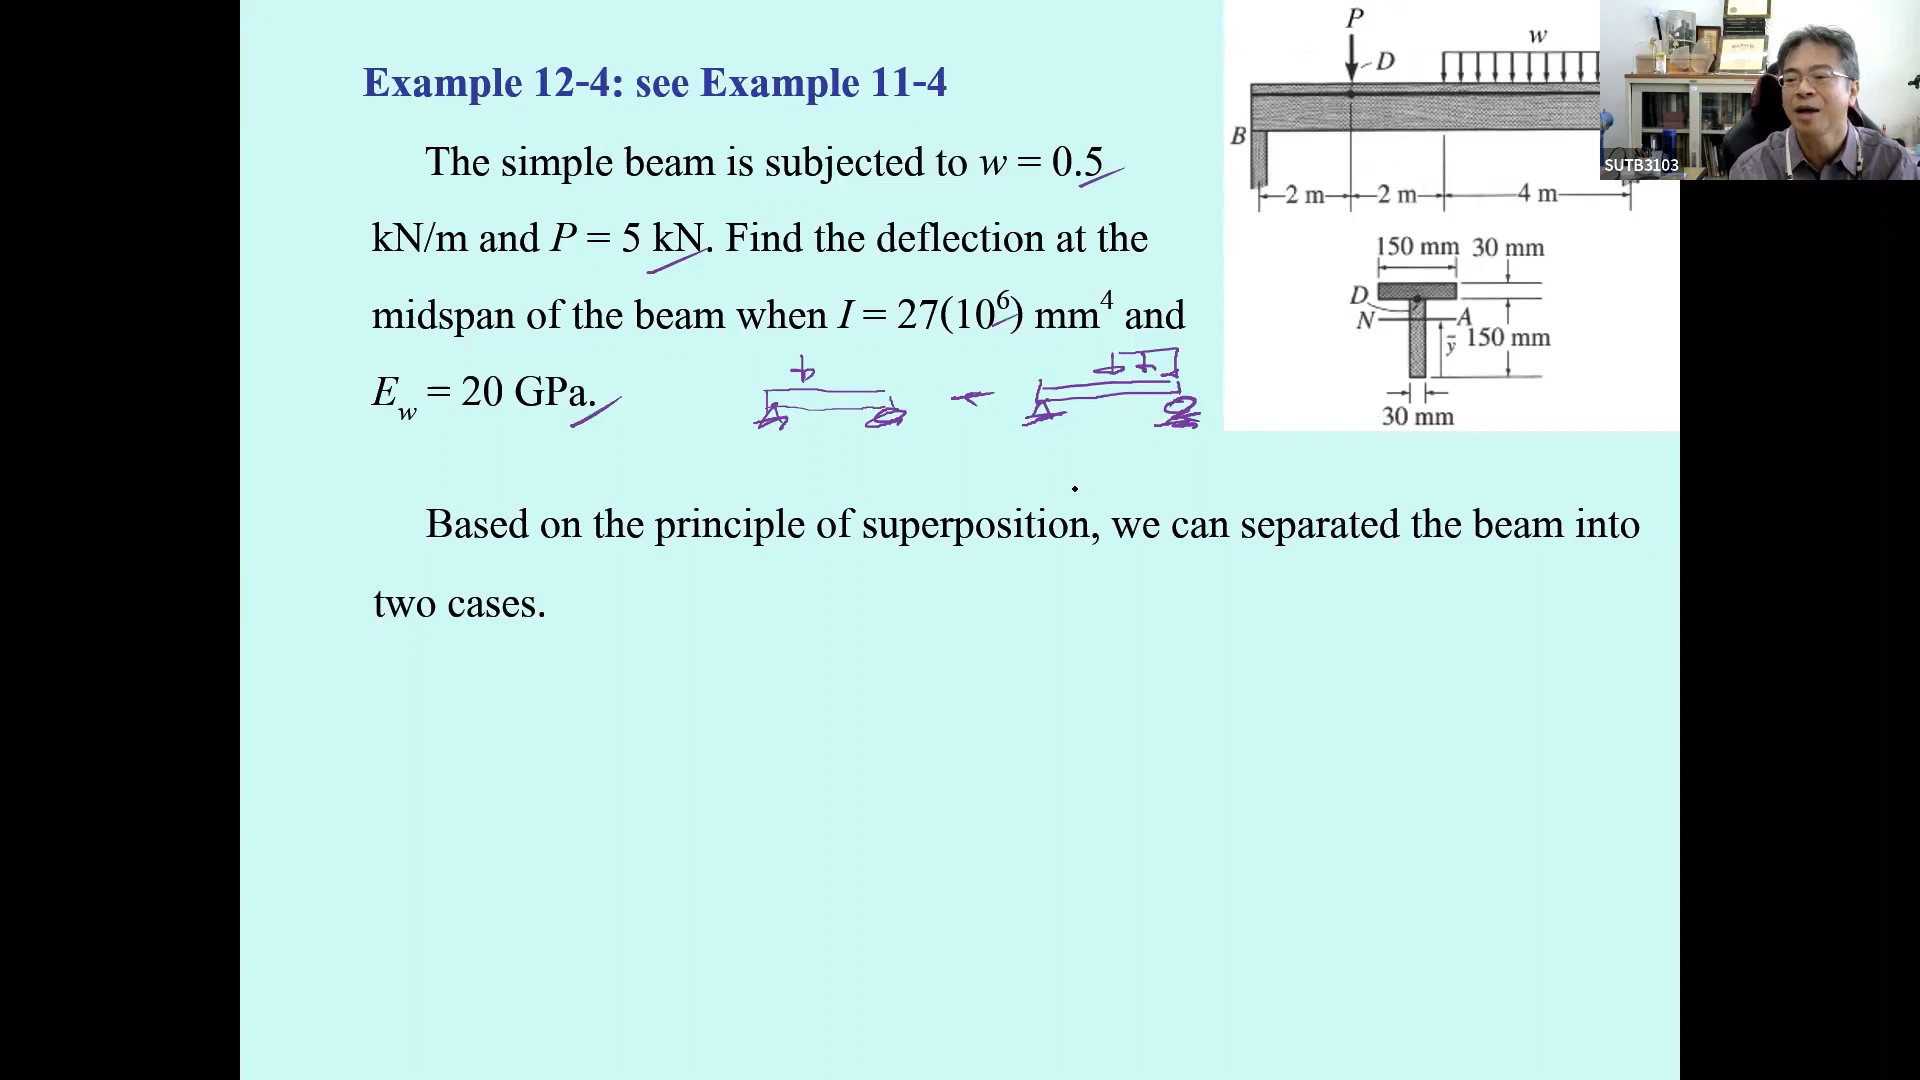 Example 12-4: see Example 11-4
The simple beam is subjected to w = 0.5
kN/m and P = 5 kN. Find the deflection at the
midspan of the beam when I = 27(10⁶) mm⁴ and
E_w = 20 GPa.
Based on the principle of superposition, we can separated the beam into
two cases.
P
D
w
B
2 m
2 m
4 m
150 mm 30 mm
D
N
A
y̅
150 mm
30 mm
SUTB3103